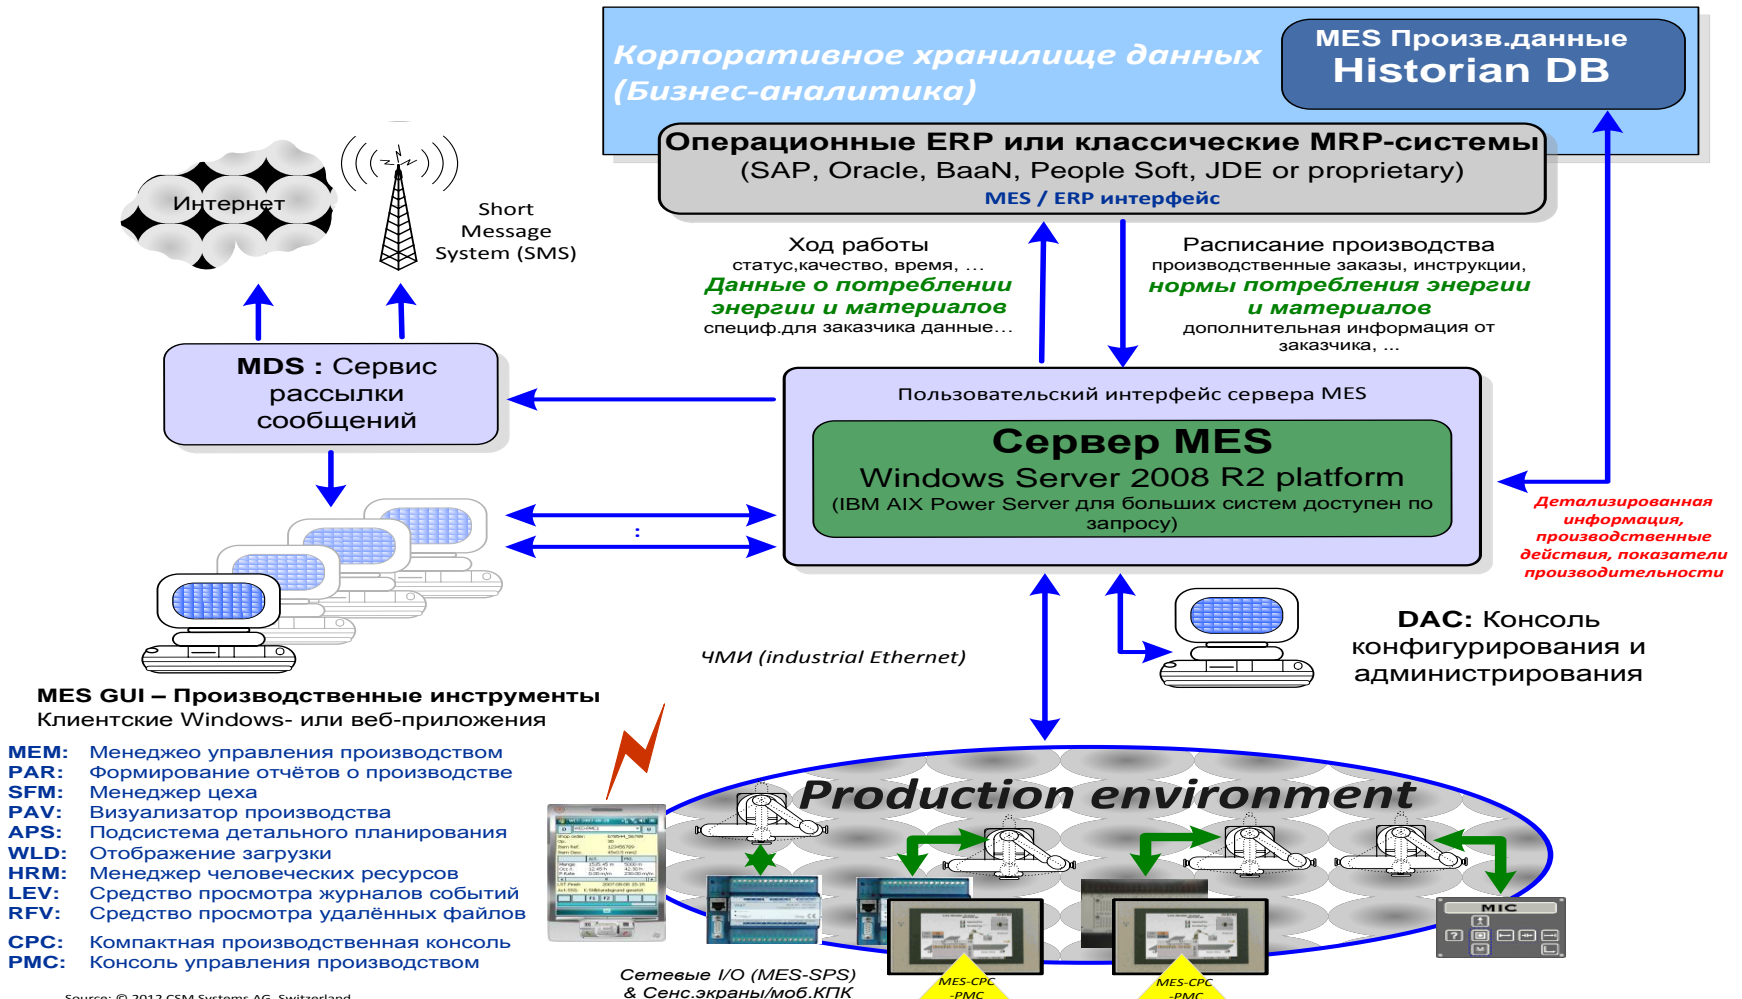 Корпоративное хранилище данных
(Бизнес-аналитика)
MES Произв.данные
Historian DB
Операционные ERP или классические MRP-системы
(SAP, Oracle, BaaN, People Soft, JDE or proprietary)
MES / ERP интерфейс
Интернет
Short
Message
System (SMS)
Ход работы
статус,качество, время, ...
Данные о потреблении
энергии и материалов
специф.для заказчика данные...
Расписание производства
производственные заказы, инструкции,
нормы потребления энергии
и материалов
дополнительная информация от
заказчика, ...
MDS : Сервис
рассылки
сообщений
Пользовательский интерфейс сервера MES
Сервер MES
Windows Server 2008 R2 platform
(IBM AIX Power Server для больших систем доступен по
запросу)
:
Детализированная
информация,
производственные
действия, показатели
производительности
DAC: Консоль
конфигурирования и
администрирования
ЧМИ (industrial Ethernet)
MES GUI – Производственные инструменты
Клиентские Windows- или веб-приложения
MEM: Менеджео управления производством
PAR: Формирование отчётов о производстве
SFM: Менеджер цеха
PAV: Визуализатор производства
APS: Подсистема детального планирования
WLD: Отображение загрузки
HRM: Менеджер человеческих ресурсов
LEV: Средство просмотра журналов событий
RFV: Средство просмотра удалённых файлов
CPC: Компактная производственная консоль
PMC: Консоль управления производством
Production environment
MIC
?
Сетевые I/O (MES-SPS)
& Сенс.экраны/моб.КПК
MES-CPC
-PMC
MES-CPC
-PMC
Source: © 2012 CSM Systems AG, Switzerland